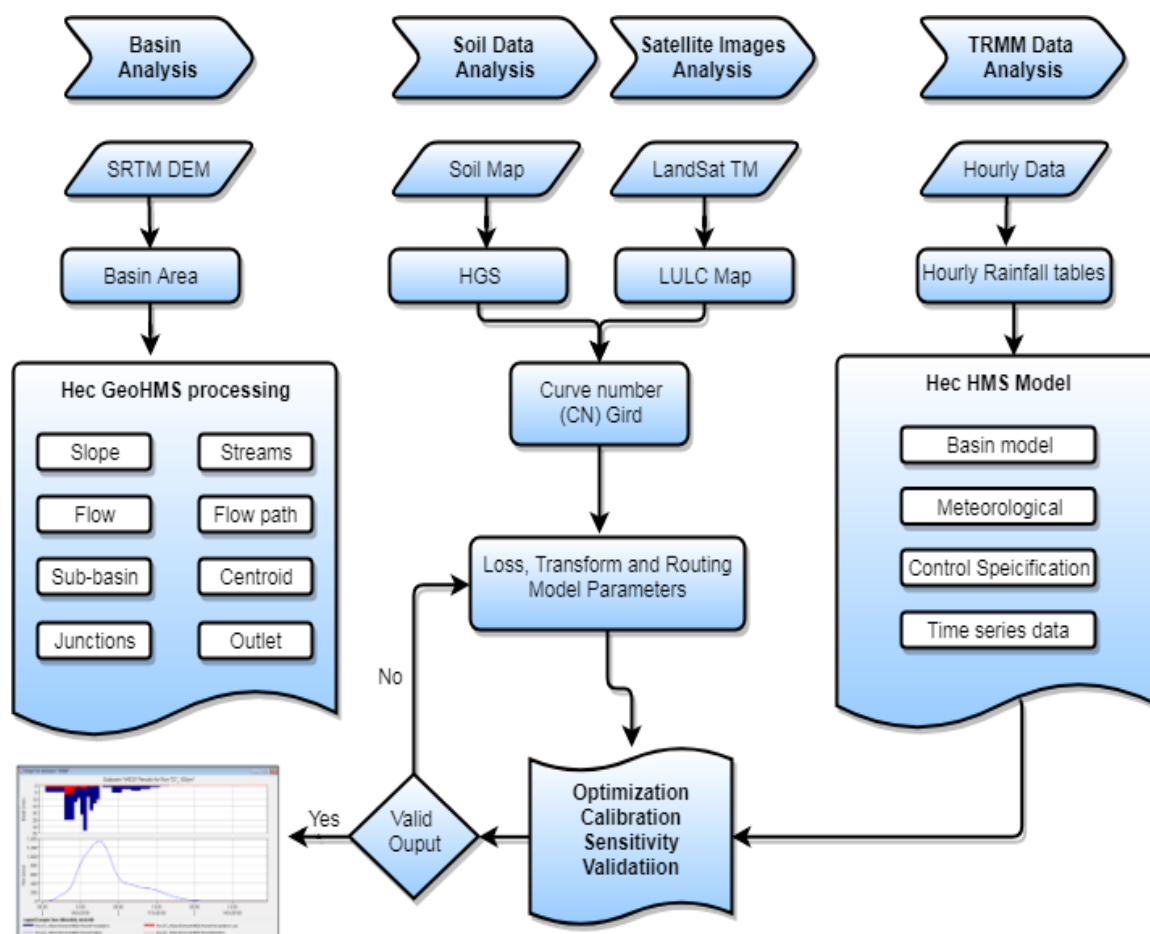 Basin
Analysis
Soil Data
Analysis
Satellite Images
Analysis
TRMM Data
Analysis
SRTM DEM
Soil Map
LandSat TM
Hourly Data
Basin Area
HGS
LULC Map
Hourly Rainfall tables
Hec GeoHMS processing
Slope
Streams
Flow
Flow path
Sub-basin
Centroid
Junctions
Outlet
Curve number
(CN) Gird
Hec HMS Model
Basin model
Meteorological
Control Speicification
Time series data
Loss, Transform and Routing
Model Parameters
No
Optimization
Calibration
Sensitivity
Validatiion
Valid
Ouput
Yes